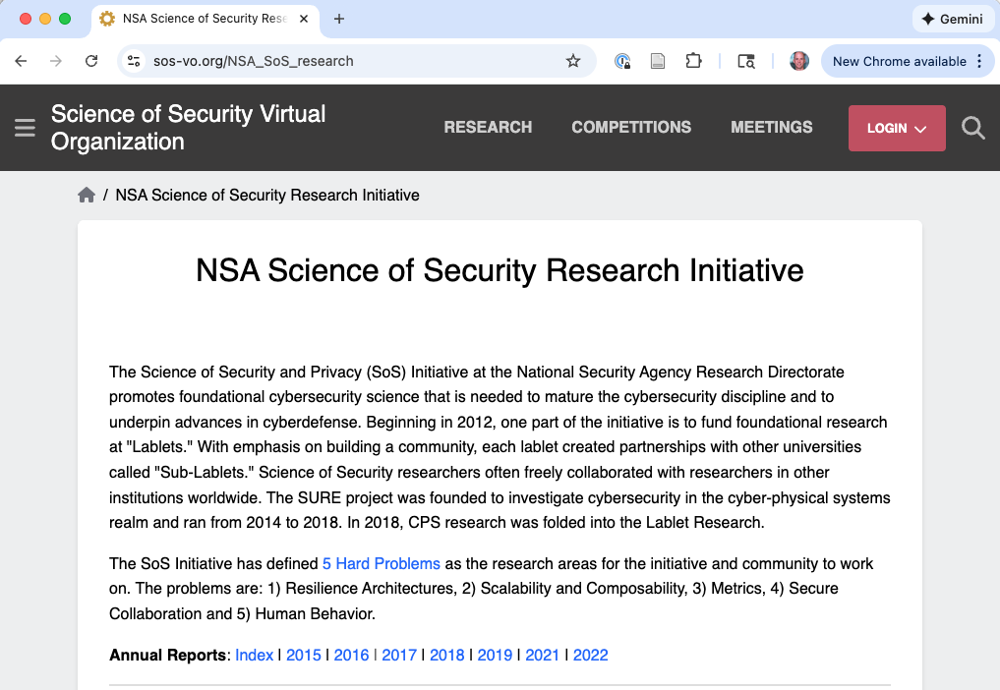 NSA Science of Security Rese
Gemini
sos-vo.org/NSA_SoS_research
New Chrome available
Science of Security Virtual
Organization
RESEARCH
COMPETITIONS
MEETINGS
LOGIN
/ NSA Science of Security Research Initiative
NSA Science of Security Research Initiative
The Science of Security and Privacy (SoS) Initiative at the National Security Agency Research Directorate
promotes foundational cybersecurity science that is needed to mature the cybersecurity discipline and to
underpin advances in cyberdefense. Beginning in 2012, one part of the initiative is to fund foundational research
at "Lablets." With emphasis on building a community, each lablet created partnerships with other universities
called "Sub-Lablets." Science of Security researchers often freely collaborated with researchers in other
institutions worldwide. The SURE project was founded to investigate cybersecurity in the cyber-physical systems
realm and ran from 2014 to 2018. In 2018, CPS research was folded into the Lablet Research.
The SoS Initiative has defined 5 Hard Problems as the research areas for the initiative and community to work
on. The problems are: 1) Resilience Architectures, 2) Scalability and Composability, 3) Metrics, 4) Secure
Collaboration and 5) Human Behavior.
Annual Reports: Index | 2015 | 2016 | 2017 | 2018 | 2019 | 2021 | 2022